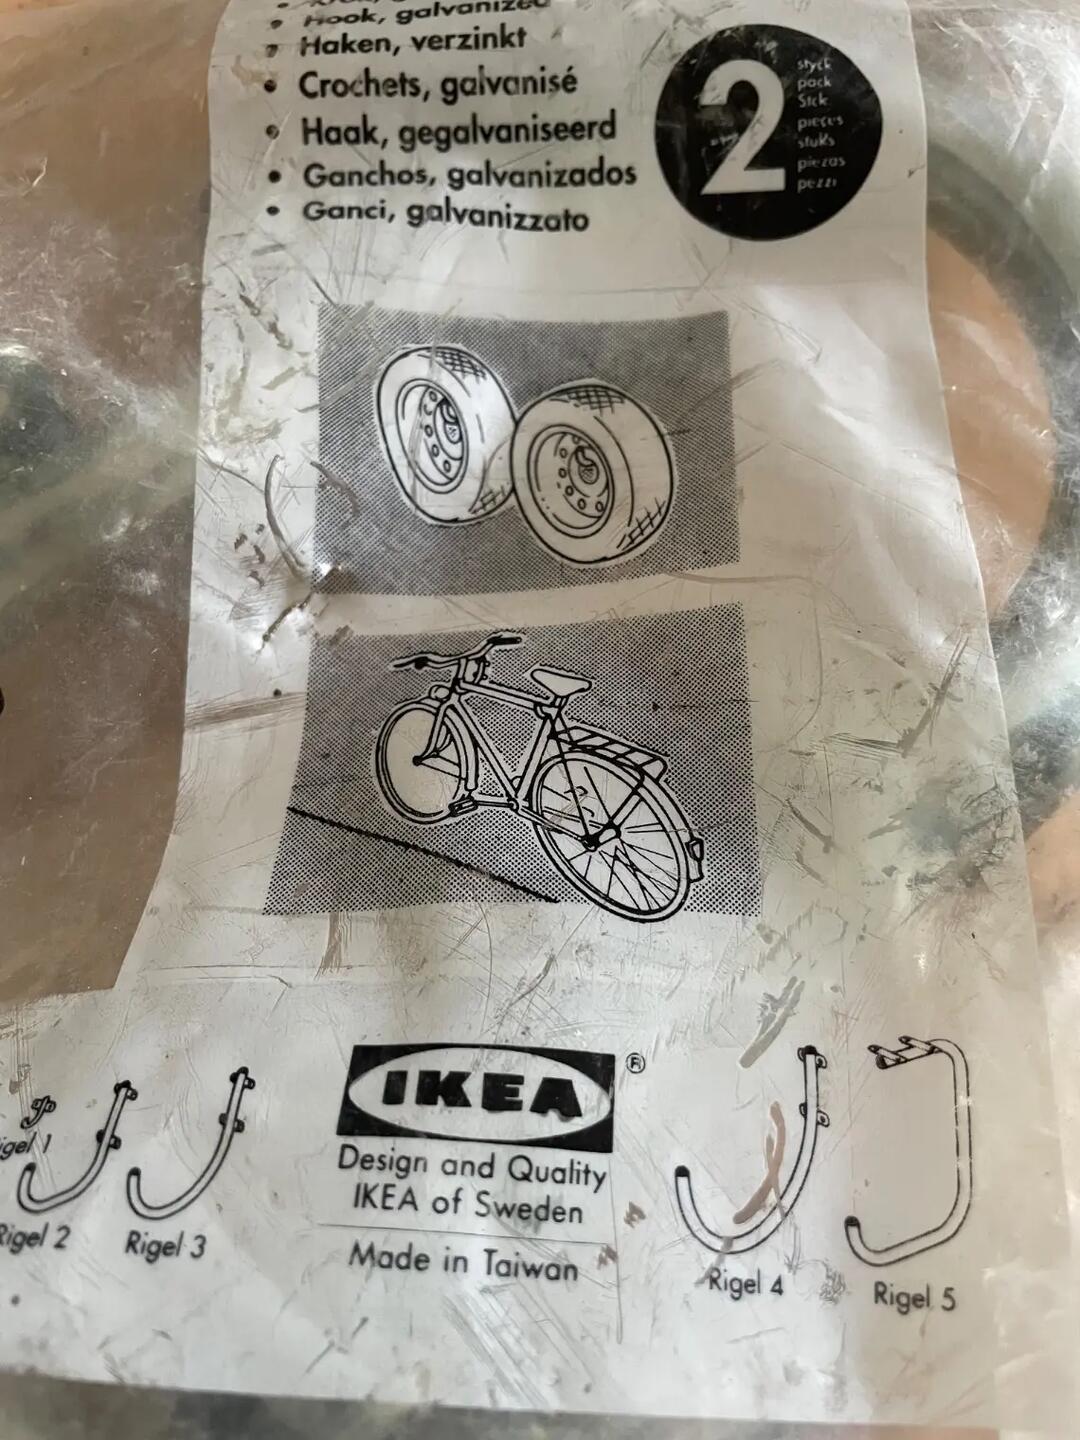 Hook, galvanized
Haken, verzinkt
Crochets, galvanisé
Haak, gegalvaniseerd
Ganchos, galvanizados
Ganci, galvanizzato
2
styck
pack
Stck.
pieces
stuks
piezas
pezzi
IKEA®
Design and Quality
IKEA of Sweden
Made in Taiwan
Rigel 1
Rigel 2
Rigel 3
Rigel 4
Rigel 5